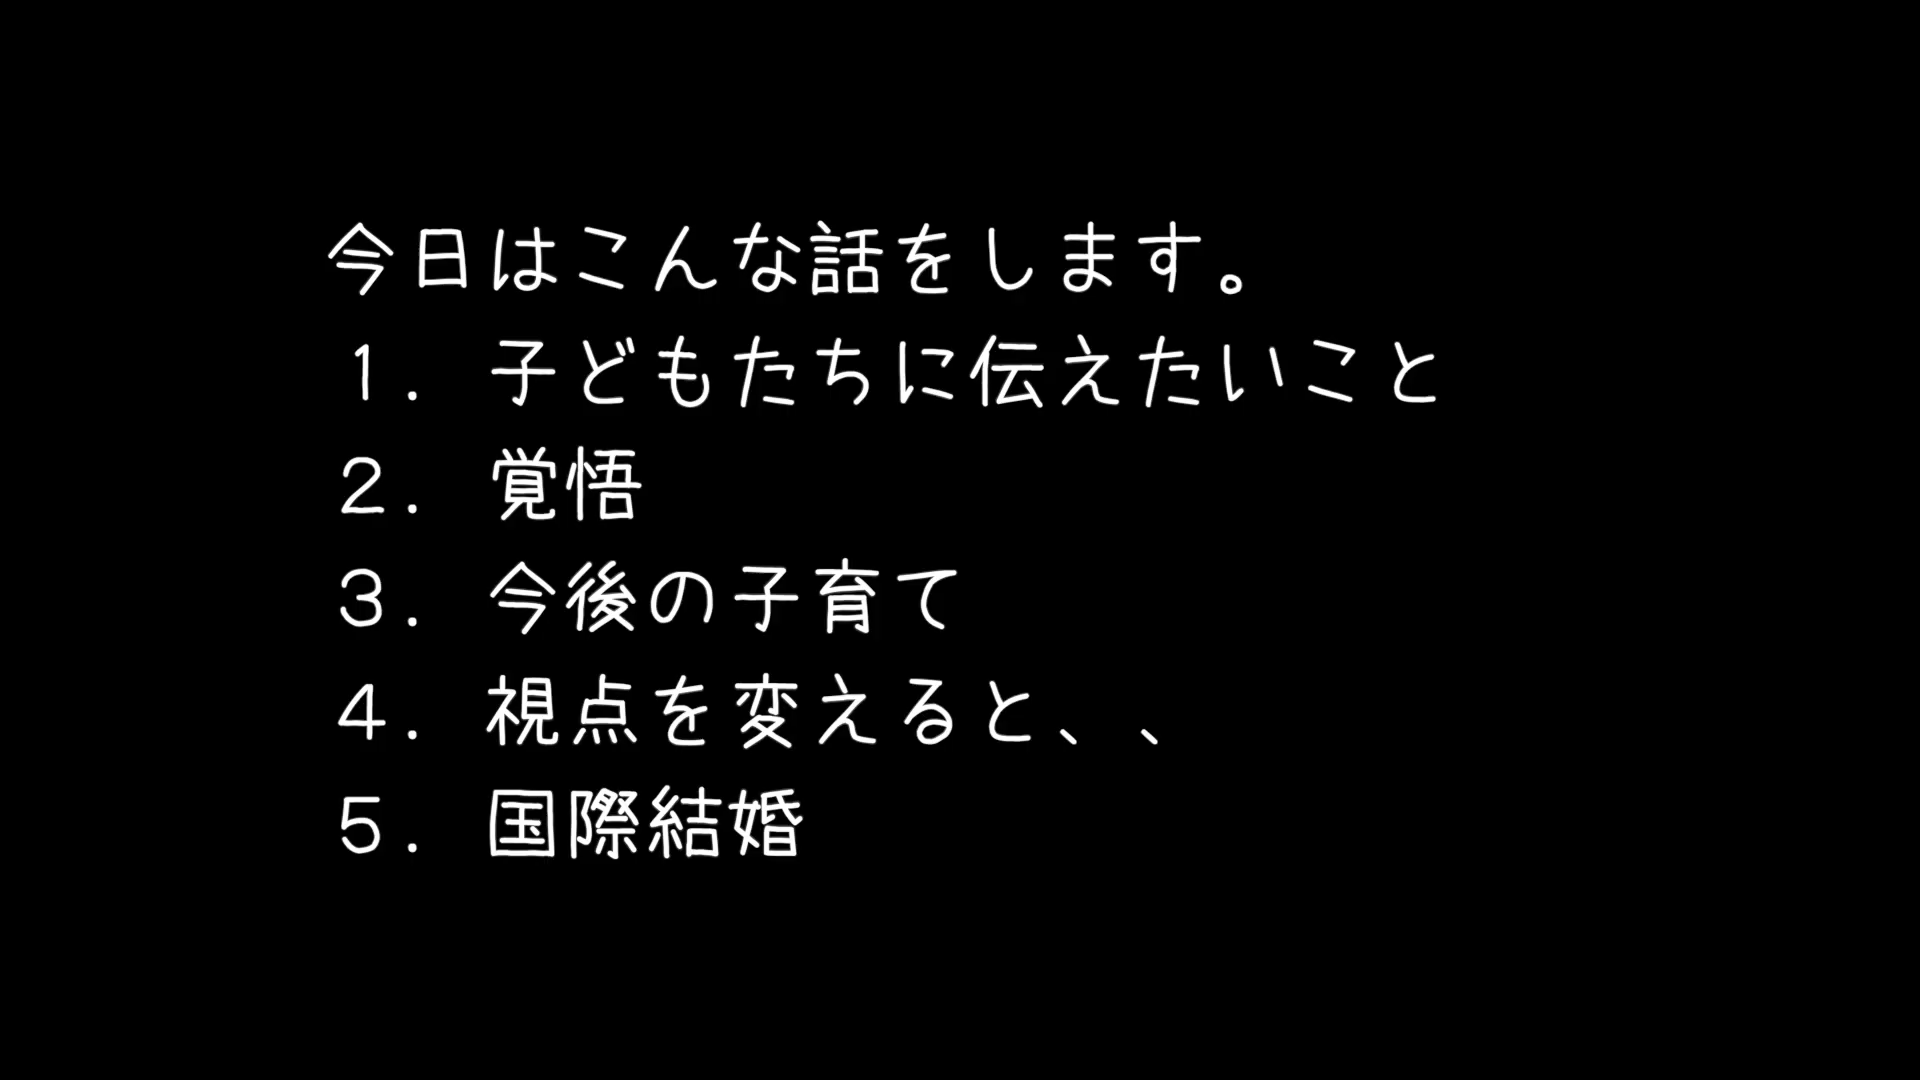 今日はこんな話をします。
１．子どもたちに伝えたいこと
２．覚悟
３．今後の子育て
４．視点を変えると、、
５．国際結婚